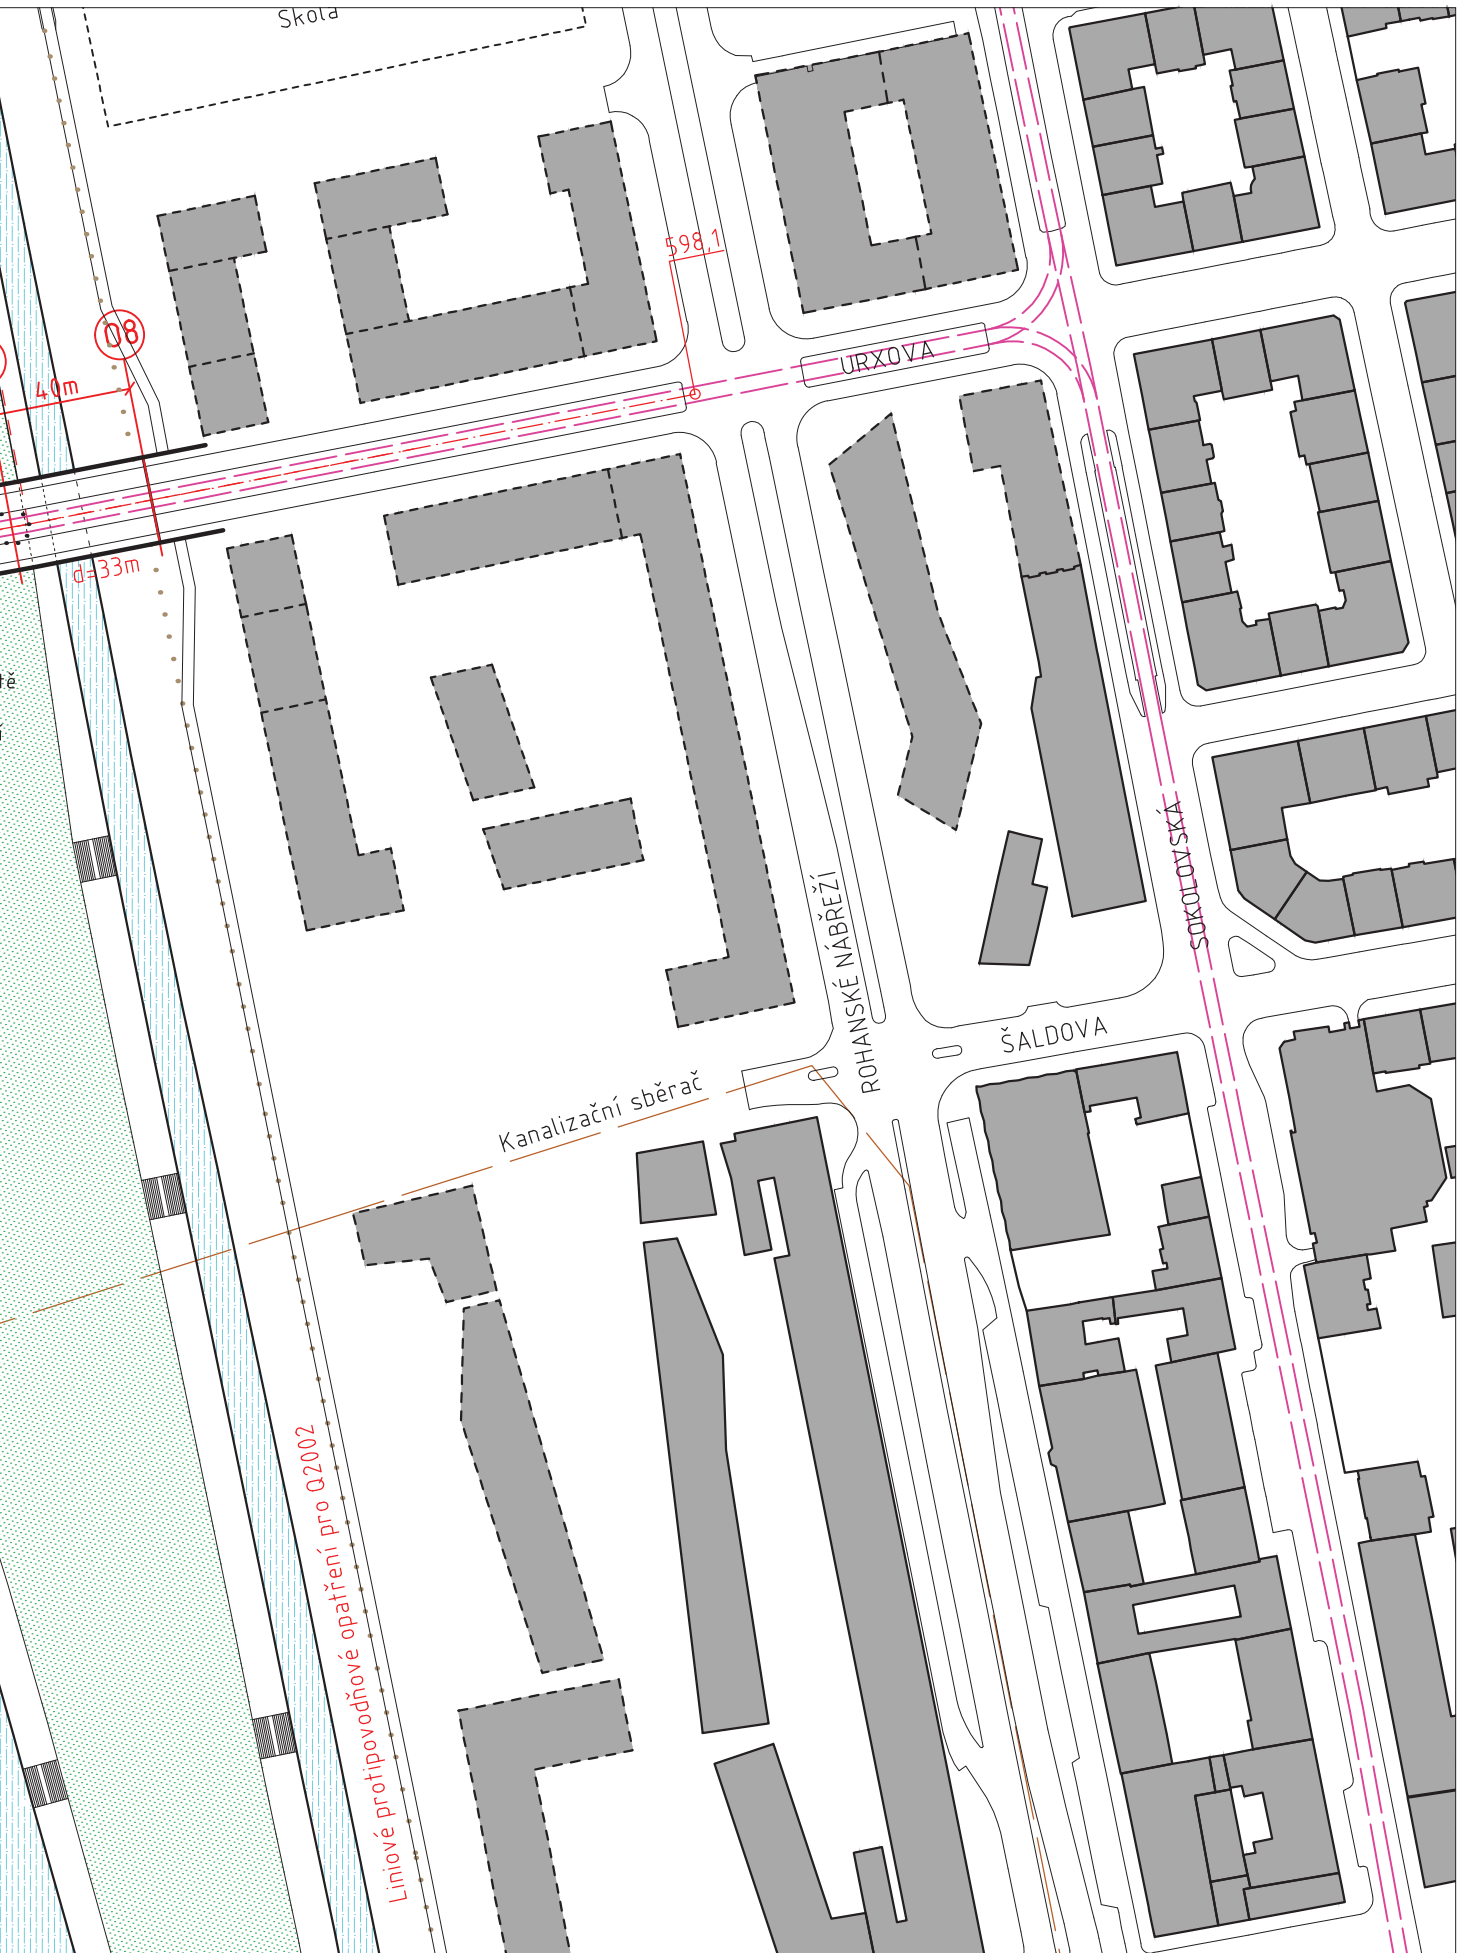 Škola
598,1
08
40m
URXOVA
d=33m
SOKOLOVSKÁ
ROHANSKÉ NÁBŘEŽÍ
ŠALDOVA
Kanalizační sběrač
Liniové protipovodňové opatření pro Q2002